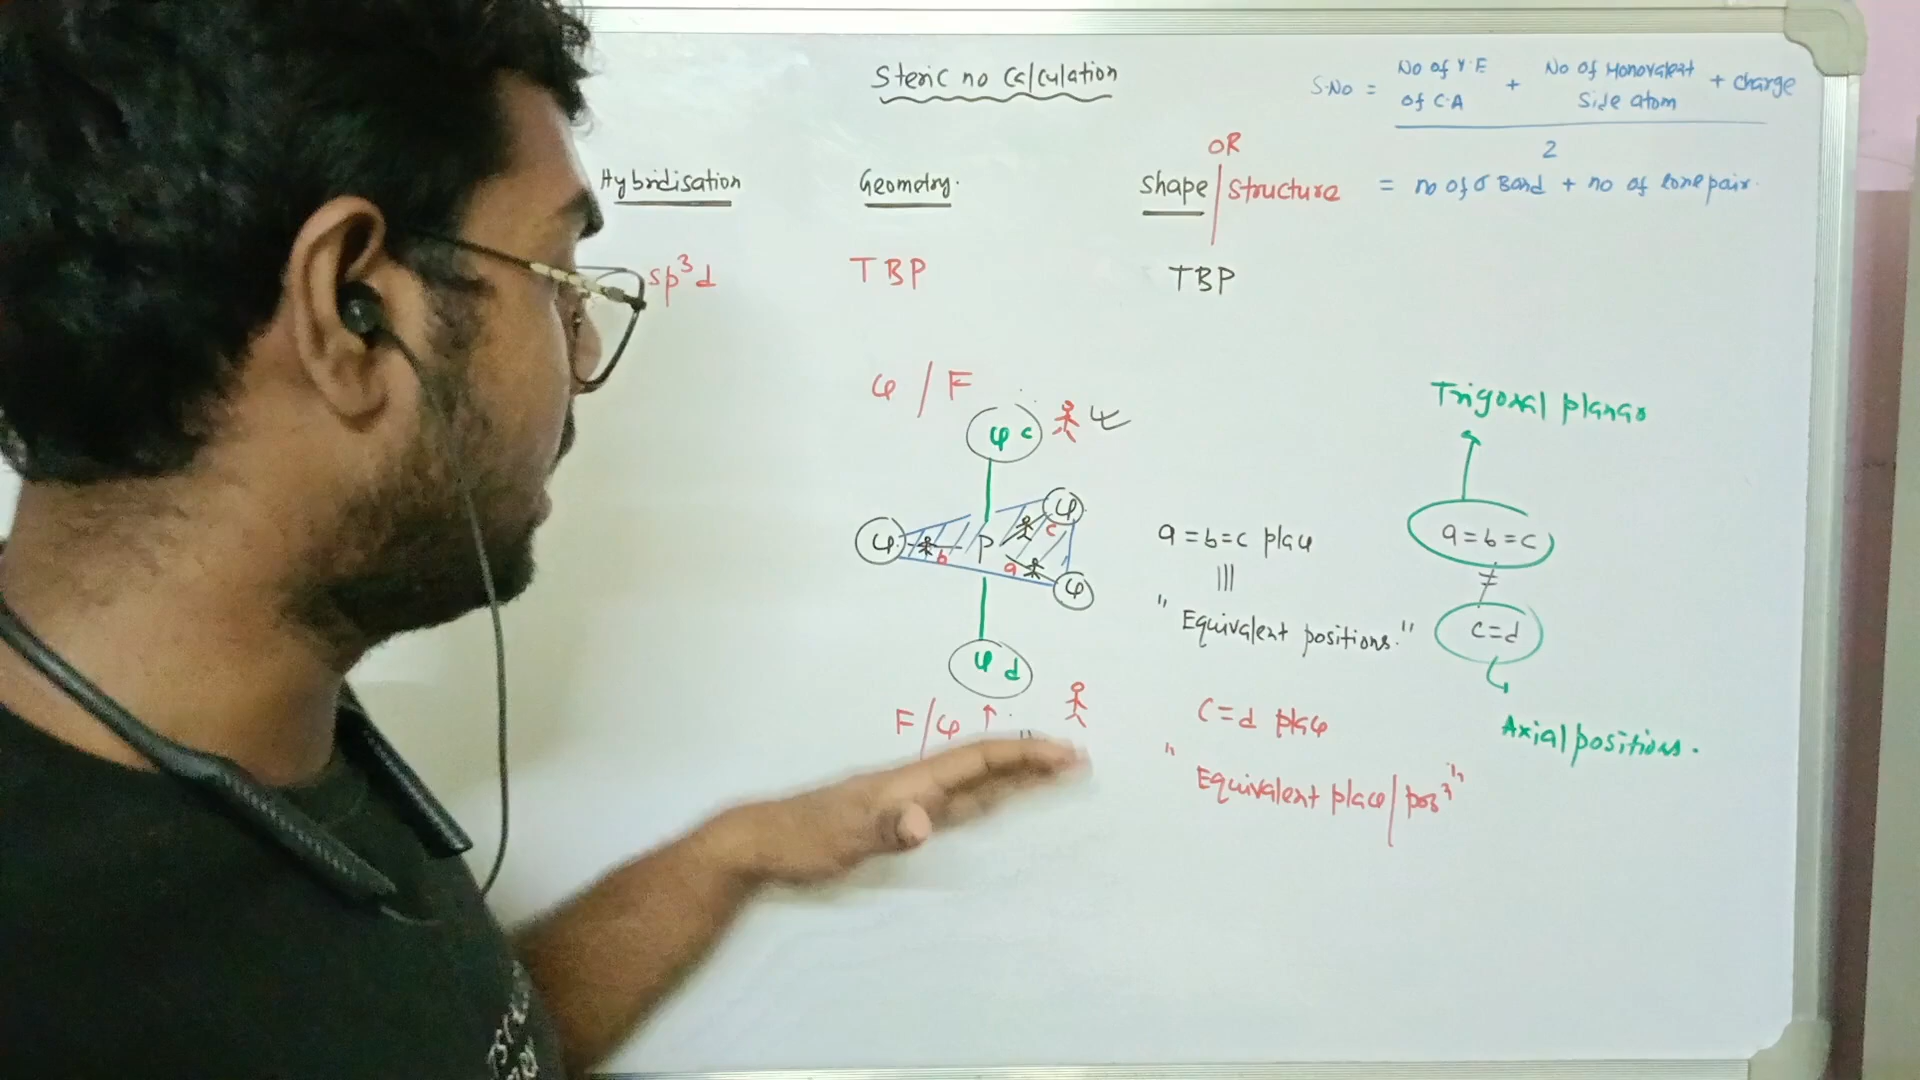 Steric no Calculation
S.No = No of V.E of C.A + No of Monovalent Side atom + charge
2
= no of σ Bond + no of lone pair.
Hybridisation
Geometry.
Shape | Structure
OR
sp³d
TBP
TBP
Cl / F
Cl c
Cl
Cl
b
P
c
a
Cl
Cl d
F / Cl
a = b = c place
"Equivalent positions."
c = d place
"Equivalent place / posⁿ"
Trigonal planar
a = b = c
≠
c = d
Axial positions.